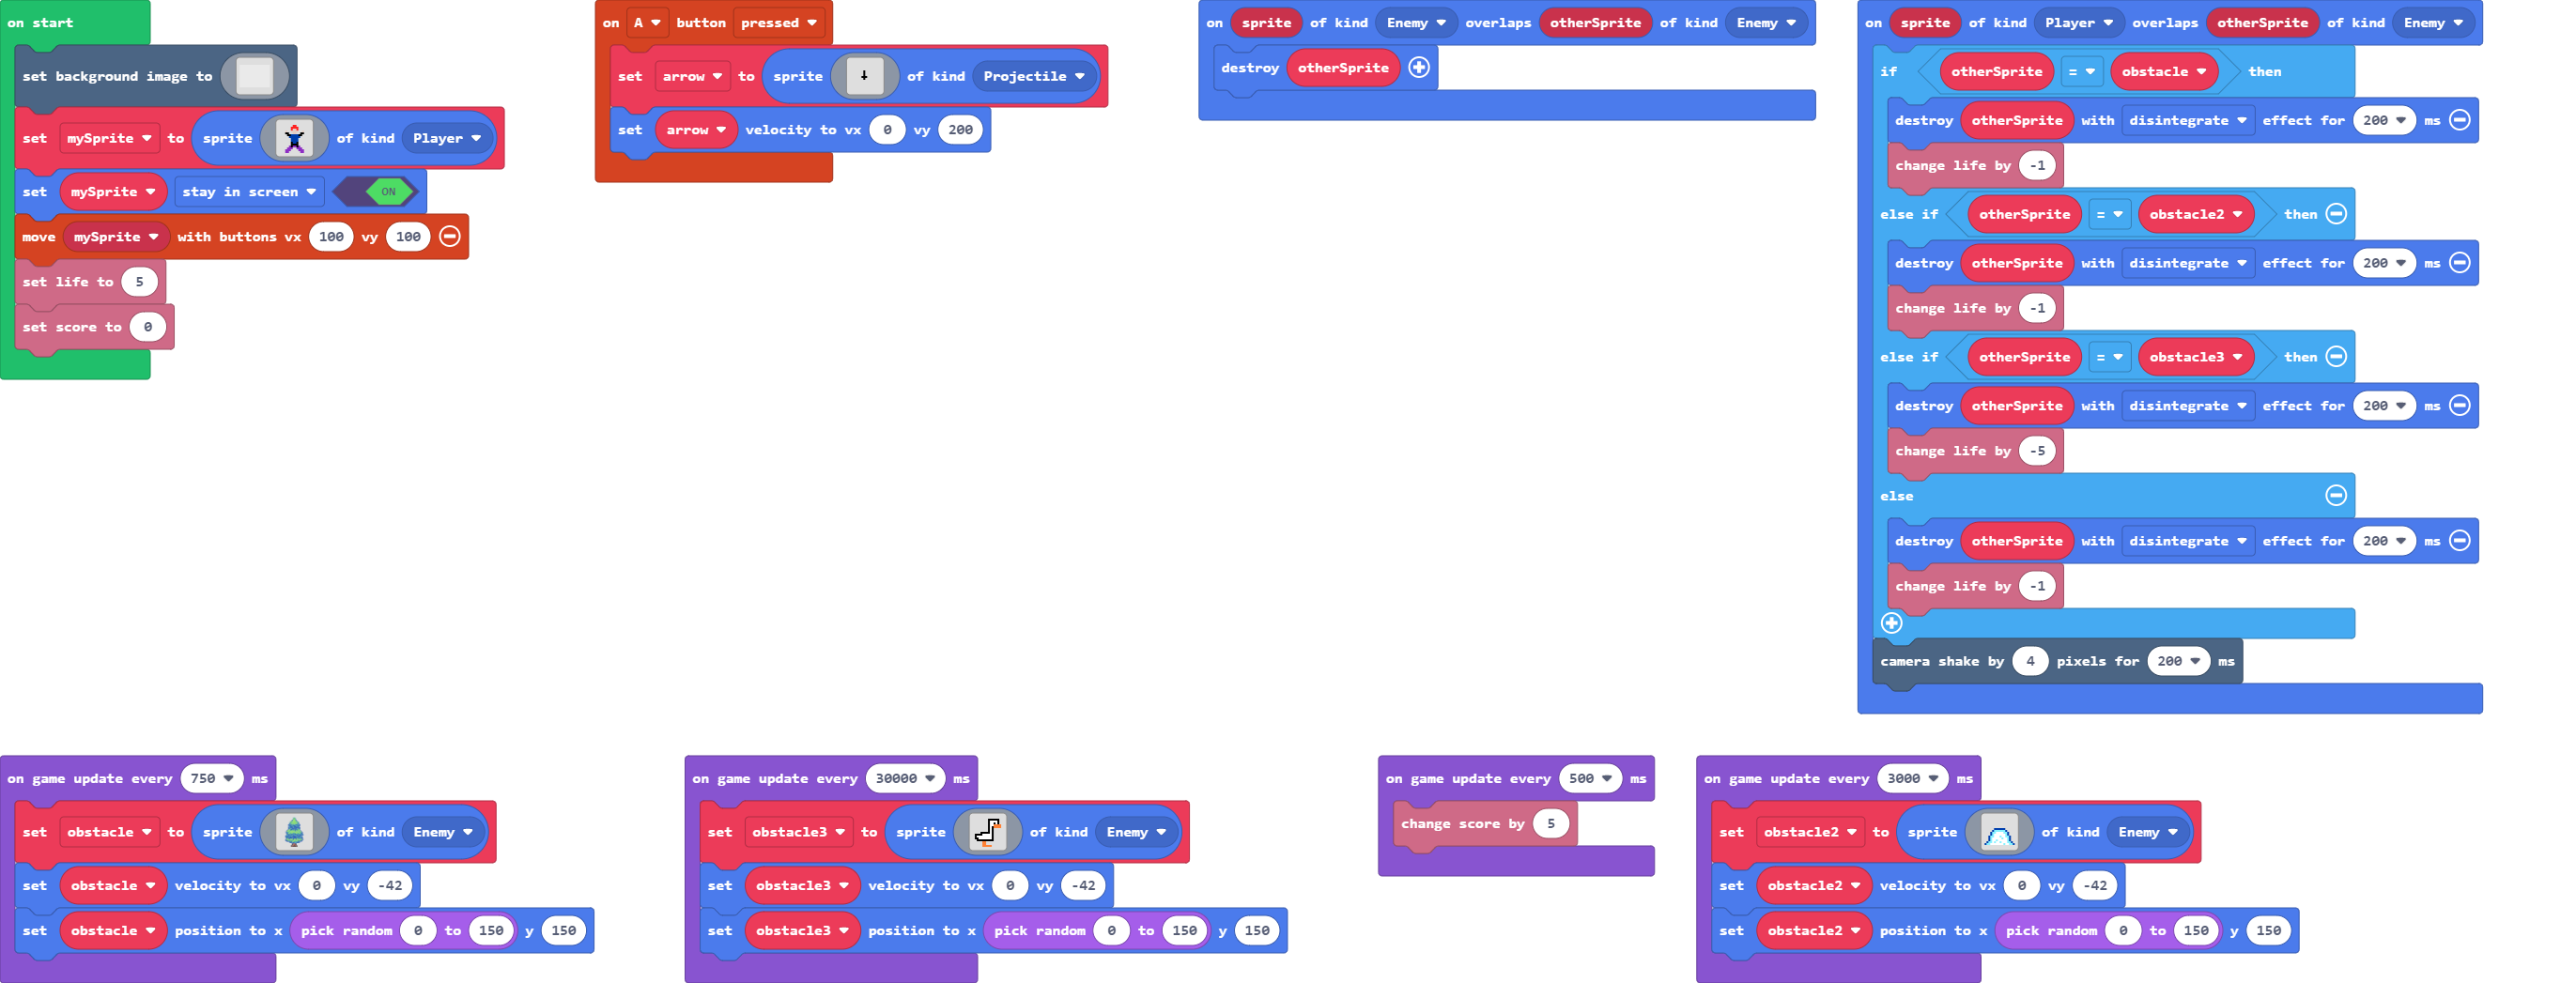 on start
set background image to
set mySprite to sprite of kind Player
set mySprite stay in screen ON
move mySprite with buttons vx 100 vy 100
set life to 5
set score to 0
on A button pressed
set arrow to sprite of kind Projectile
set arrow velocity to vx 0 vy 200
on sprite of kind Enemy overlaps otherSprite of kind Enemy
destroy otherSprite
on sprite of kind Player overlaps otherSprite of kind Enemy
if otherSprite = obstacle then
destroy otherSprite with disintegrate effect for 200 ms
change life by -1
else if otherSprite = obstacle2 then
destroy otherSprite with disintegrate effect for 200 ms
change life by -1
else if otherSprite = obstacle3 then
destroy otherSprite with disintegrate effect for 200 ms
change life by -5
else
destroy otherSprite with disintegrate effect for 200 ms
change life by -1
camera shake by 4 pixels for 200 ms
on game update every 750 ms
set obstacle to sprite of kind Enemy
set obstacle velocity to vx 0 vy -42
set obstacle position to x pick random 0 to 150 y 150
on game update every 30000 ms
set obstacle3 to sprite of kind Enemy
set obstacle3 velocity to vx 0 vy -42
set obstacle3 position to x pick random 0 to 150 y 150
on game update every 500 ms
change score by 5
on game update every 3000 ms
set obstacle2 to sprite of kind Enemy
set obstacle2 velocity to vx 0 vy -42
set obstacle2 position to x pick random 0 to 150 y 150